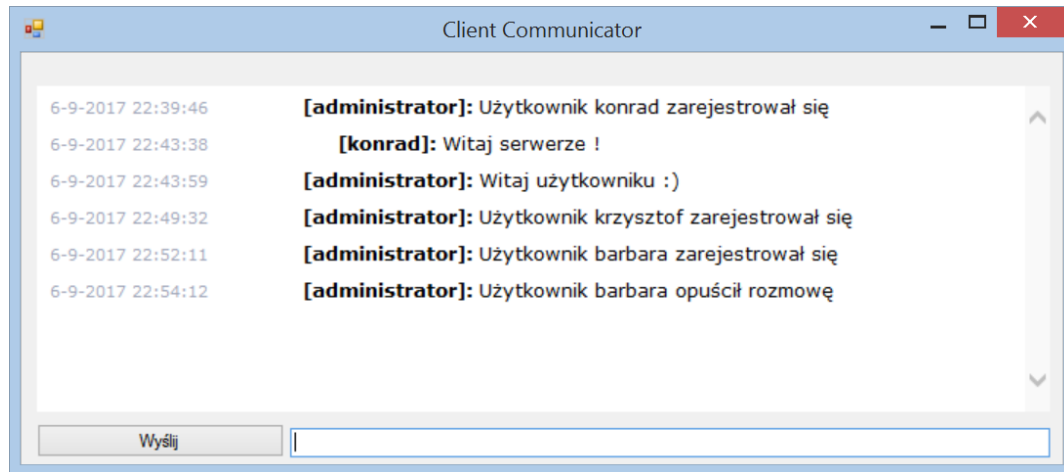 Client Communicator
6-9-2017 22:39:46 [administrator]: Użytkownik konrad zarejestrował się
6-9-2017 22:43:38 [konrad]: Witaj serwerze !
6-9-2017 22:43:59 [administrator]: Witaj użytkowniku :)
6-9-2017 22:49:32 [administrator]: Użytkownik krzysztof zarejestrował się
6-9-2017 22:52:11 [administrator]: Użytkownik barbara zarejestrował się
6-9-2017 22:54:12 [administrator]: Użytkownik barbara opuścił rozmowę
Wyślij